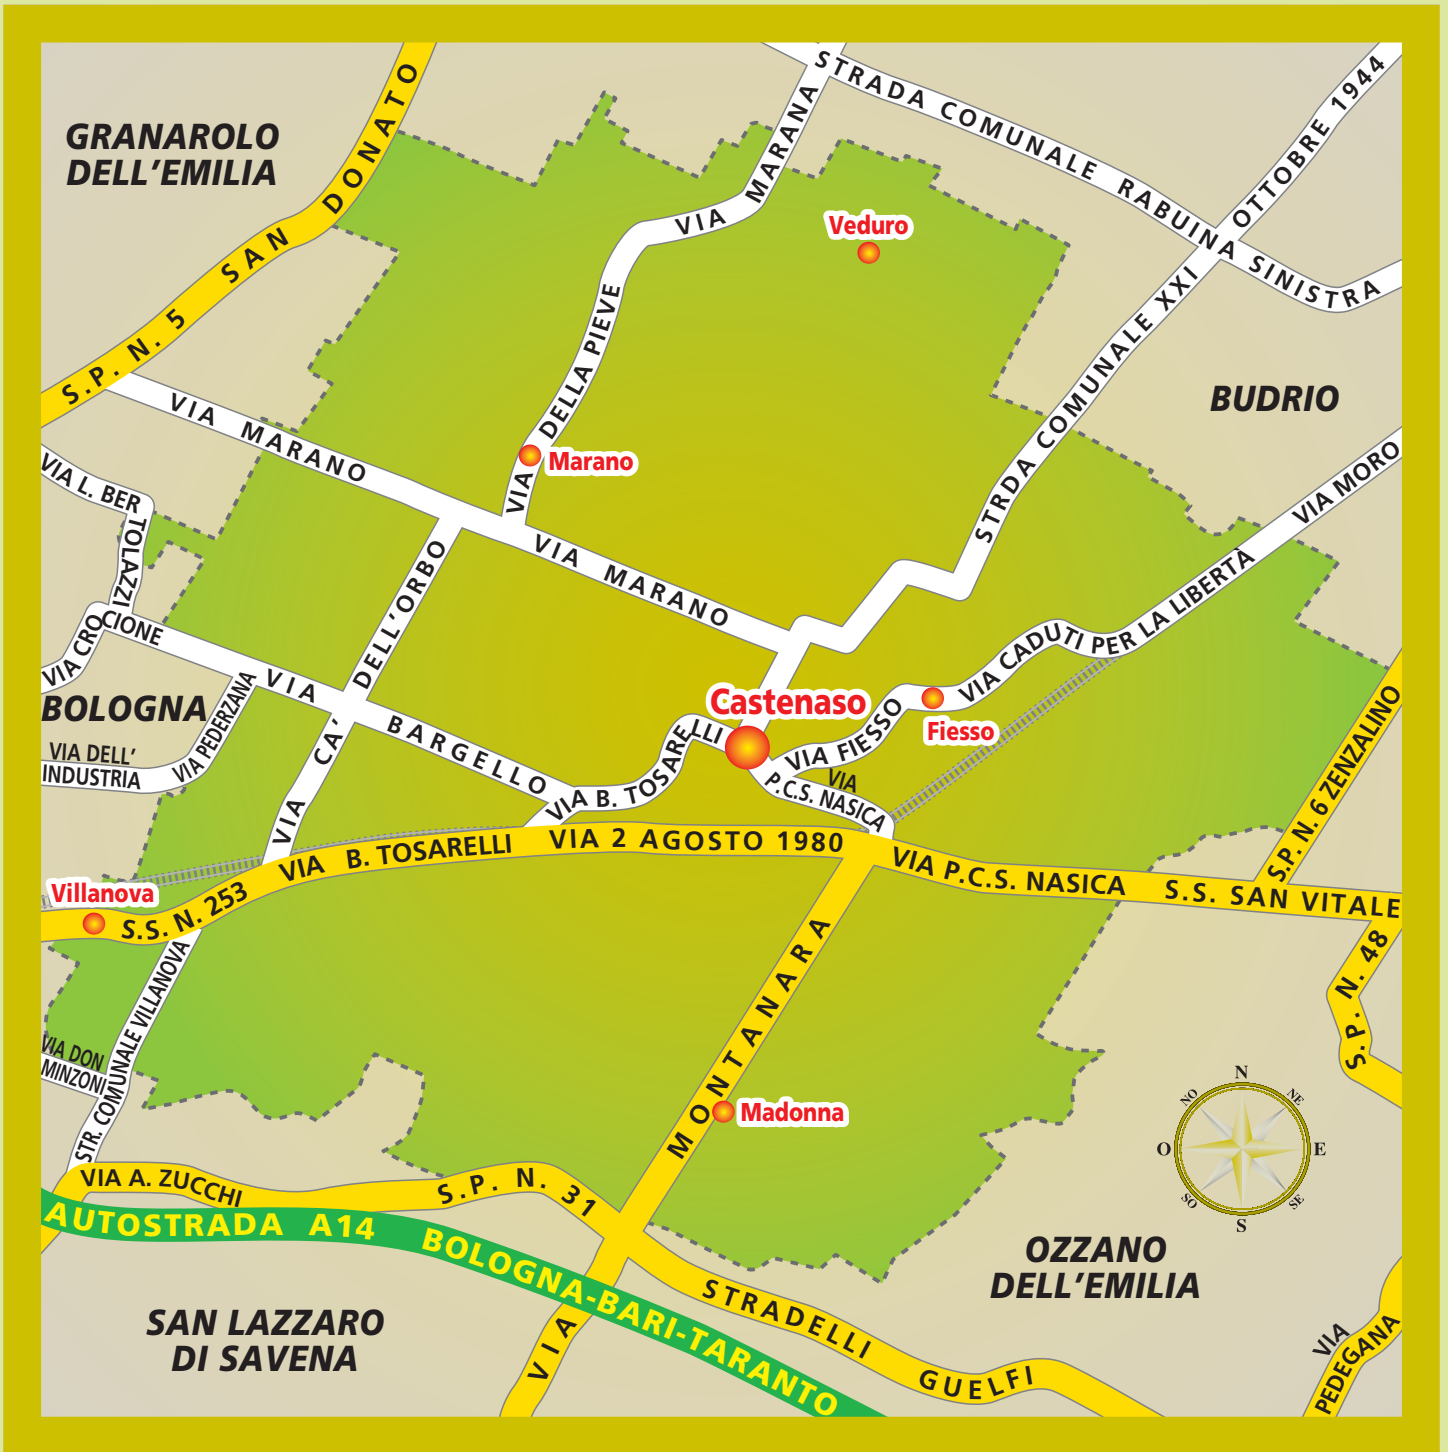 STRADA COMUNALE RABUINA SINISTRA
S.P. N. 5 SAN DONATO
GRANAROLO
DELL'EMILIA
VIA MARANA
STRDA COMUNALE XXI OTTOBRE 1944
Veduro
BUDRIO
VIA DELLA PIEVE
VIA MARANO
Marano
VIA MARANO
VIA L. BERTOLAZZI
VIA CROCIONE
VIA MORO
VIA CADUTI PER LA LIBERTÀ
BOLOGNA
VIA DELL'
INDUSTRIA
VIA PEDERZANA
VIA CA' DELL'ORBO
VIA BARGELLO
VIA B. TOSARELLI
Castenaso
VIA FIESSO
Fiesso
VIA
P.C.S. NASICA
S.P. N. 6 ZENZALINO
Villanova
S.S. N. 253
VIA B. TOSARELLI
VIA 2 AGOSTO 1980
VIA P.C.S. NASICA
S.S. SAN VITALE
S.P. N. 48
STR. COMUNALE VILLANOVA
VIA DON
MINZONI
VIA MONTANARA
Madonna
N
NO
NE
O
E
SO
SE
S
VIA A. ZUCCHI
S.P. N. 31 STRADELLI GUELFI
AUTOSTRADA A14 BOLOGNA-BARI-TARANTO
OZZANO
DELL'EMILIA
SAN LAZZARO
DI SAVENA
VIA
PEDEGANA